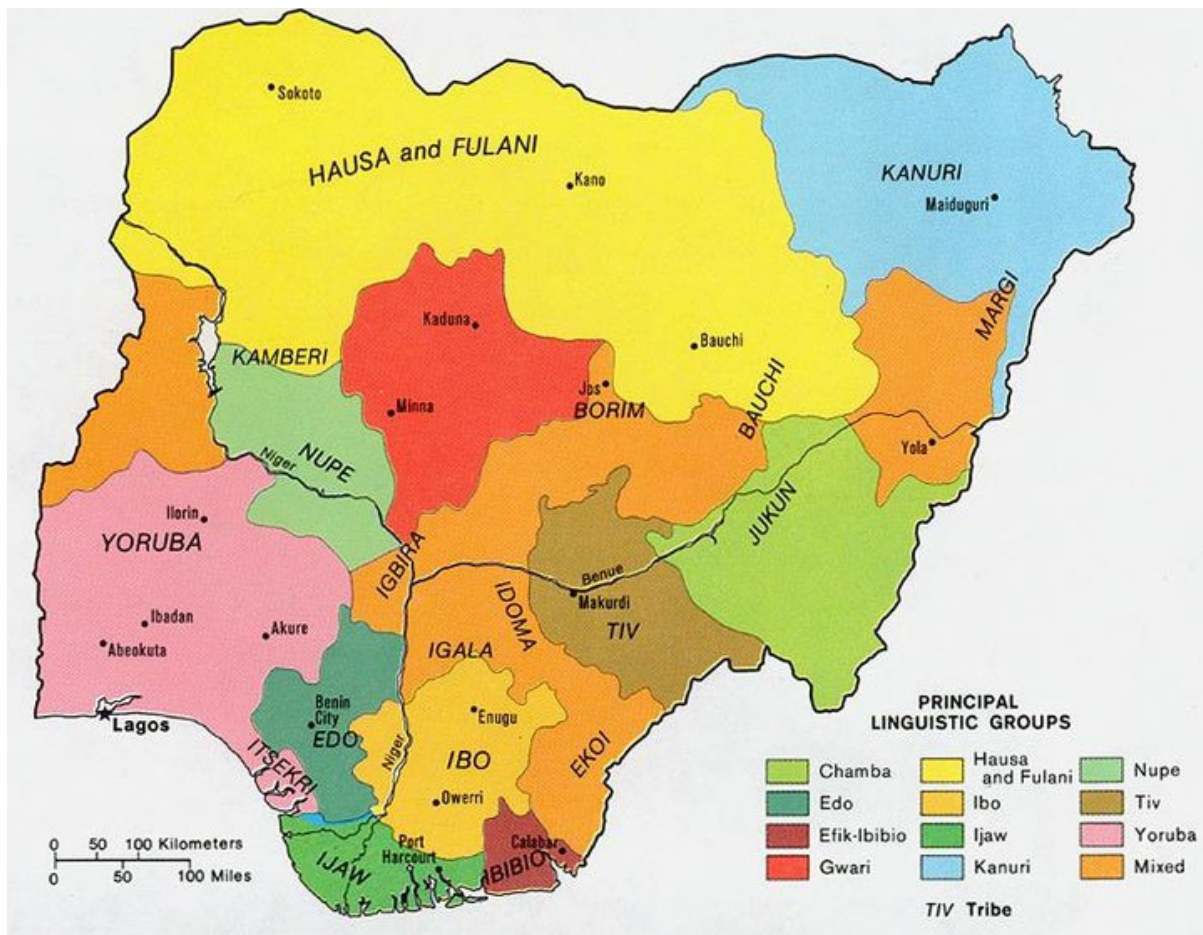 Sokoto
HAUSA and FULANI
Kano
KANURI
Maiduguri
MARGI
Kaduna
Bauchi
KAMBERI
Jos
BORIM
BAUCHI
Minna
Yola
Niger
NUPE
Ilorin
YORUBA
JUKUN
IGBIRA
Benue
Makurdi
IDOMA
TIV
Ibadan
Abeokuta
Akure
IGALA
Lagos
Benin
City
EDO
Enugu
Niger
IBO
EKOI
ITSEKRI
Owerri
Port
Harcourt
Calabar
IBIBIO
IJAW
0 50 100 Kilometers
0 50 100 Miles
PRINCIPAL
LINGUISTIC GROUPS
Chamba
Edo
Efik-Ibibio
Gwari
Hausa
and Fulani
Ibo
Ijaw
Kanuri
Nupe
Tiv
Yoruba
Mixed
TIV Tribe